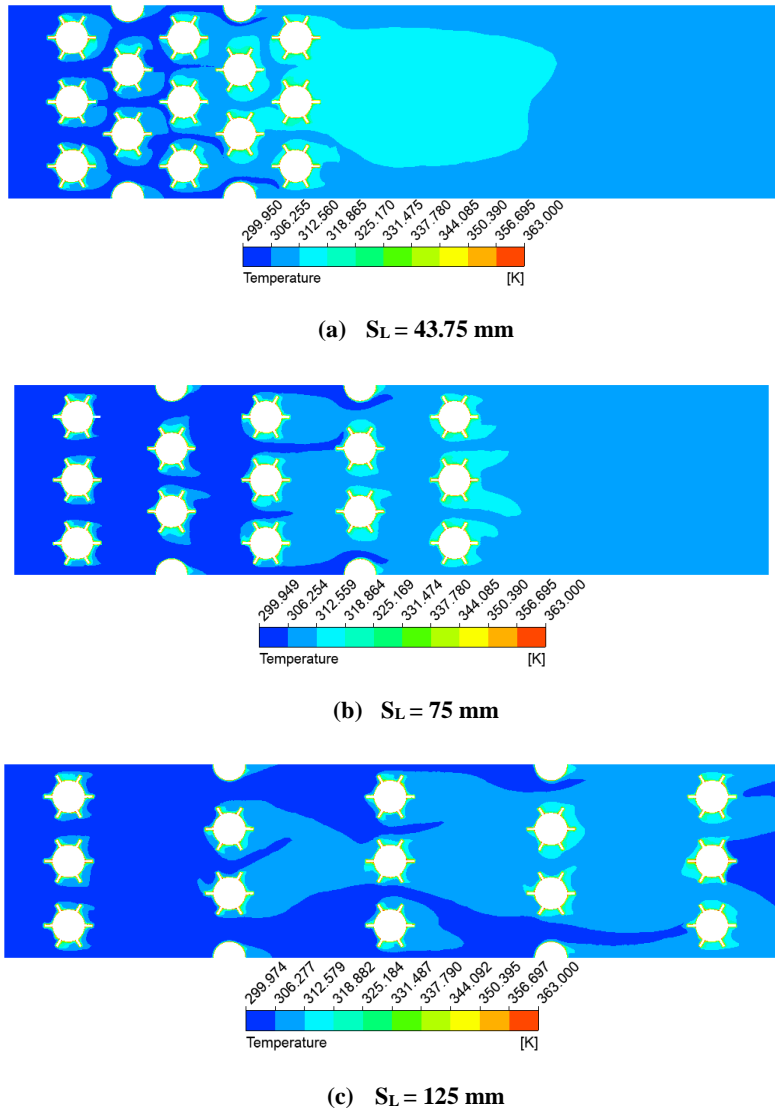 299.950 306.255 312.560 318.865 325.170 331.475 337.780 344.085 350.390 356.695 363.000
Temperature [K]
(a) SL = 43.75 mm
299.949 306.254 312.559 318.864 325.169 331.474 337.780 344.085 350.390 356.695 363.000
Temperature [K]
(b) SL = 75 mm
299.974 306.277 312.579 318.882 325.184 331.487 337.790 344.092 350.395 356.697 363.000
Temperature [K]
(c) SL = 125 mm